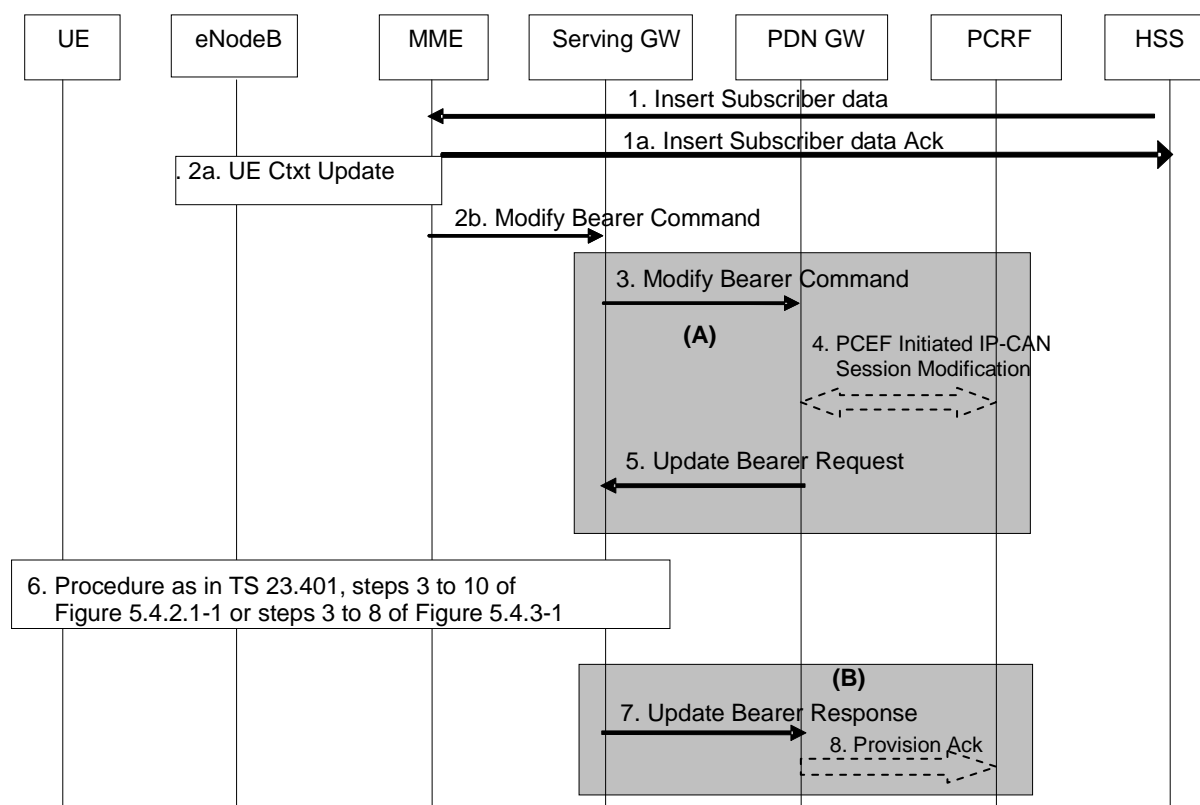 UE
eNodeB
MME
Serving GW
PDN GW
PCRF
HSS
1. Insert Subscriber data
1a. Insert Subscriber data Ack
. 2a. UE Ctxt Update
2b. Modify Bearer Command
3. Modify Bearer Command
(A)
4. PCEF Initiated IP-CAN
Session Modification
5. Update Bearer Request
6. Procedure as in TS 23.401, steps 3 to 10 of
Figure 5.4.2.1-1 or steps 3 to 8 of Figure 5.4.3-1
(B)
7. Update Bearer Response
8. Provision Ack